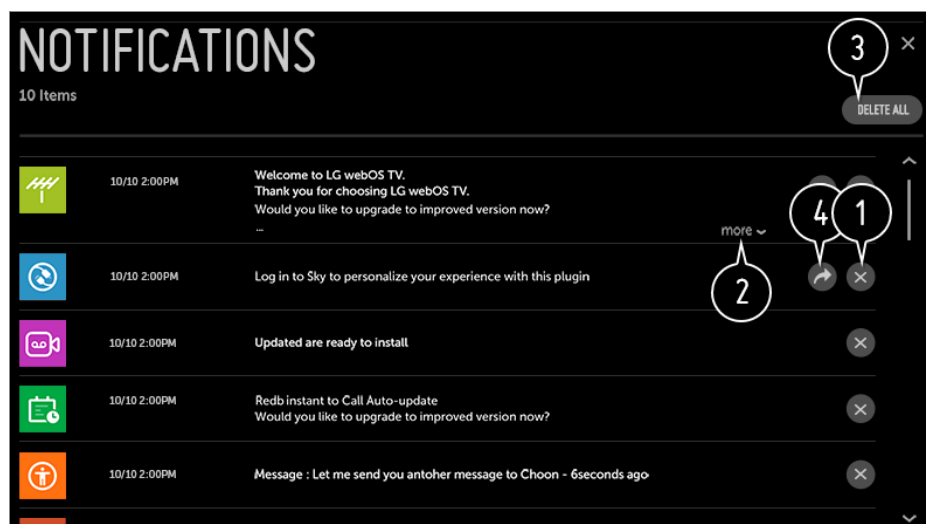 NOTIFICATIONS
10 Items
3
DELETE ALL
10/10 2:00PM
Welcome to LG webOS TV.
Thank you for choosing LG webOS TV.
Would you like to upgrade to improved version now?
...
more
4
1
10/10 2:00PM
Log in to Sky to personalize your experience with this plugin
2
10/10 2:00PM
Updated are ready to install
10/10 2:00PM
Redb instant to Call Auto-update
Would you like to upgrade to improved version now?
10/10 2:00PM
Message : Let me send you antoher message to Choon - 6seconds ago